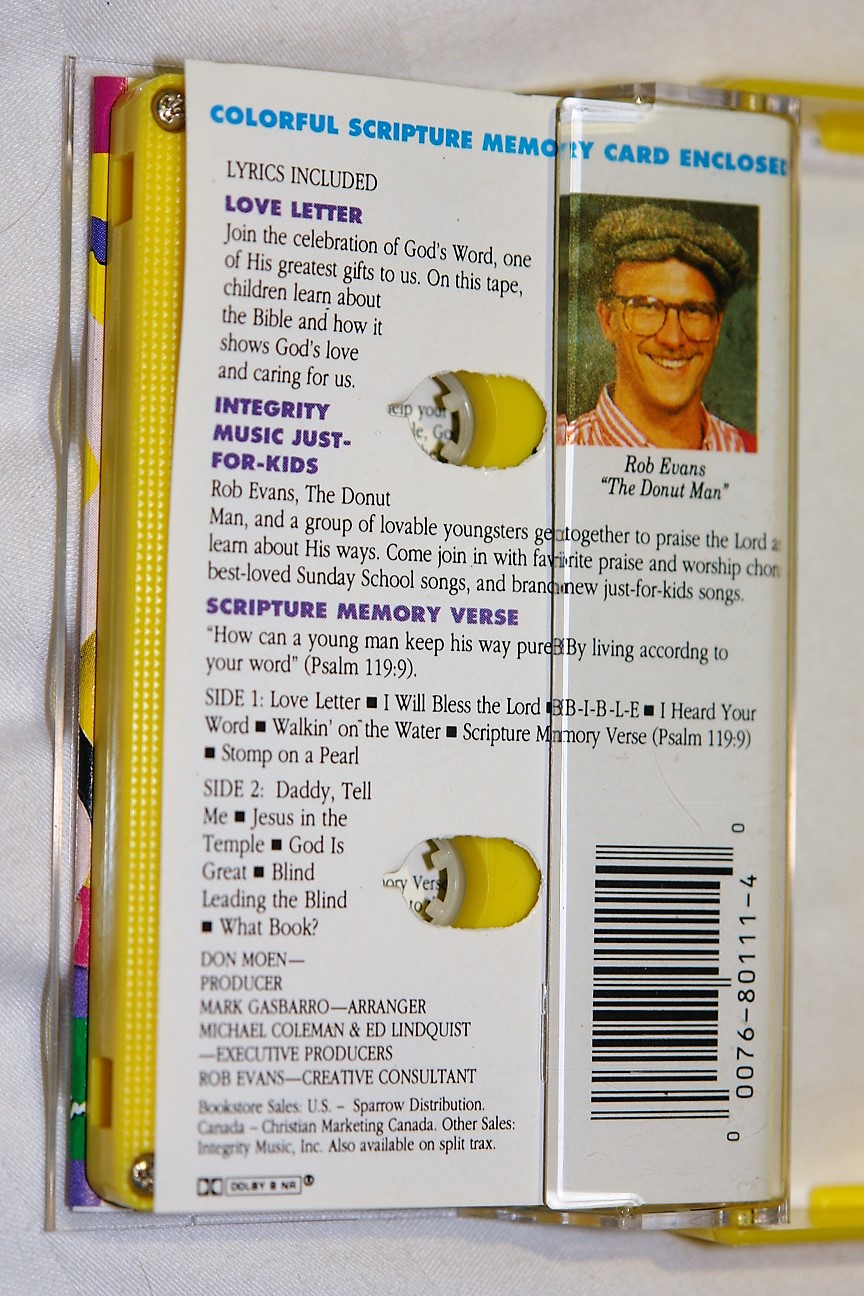 COLORFUL SCRIPTURE MEMORY CARD ENCLOSED
LYRICS INCLUDED
LOVE LETTER
Join the celebration of God's Word, one
of His greatest gifts to us. On this tape,
children learn about
the Bible and how it
shows God's love
and caring for us.
INTEGRITY
MUSIC JUST-
FOR-KIDS
Rob Evans, The Donut
Man, and a group of lovable youngsters get together to praise the Lord
learn about His ways. Come join in with favorite praise and worship
best-loved Sunday School songs, and brand new just-for-kids songs.
Rob Evans
"The Donut Man"
SCRIPTURE MEMORY VERSE
"How can a young man keep his way pure? By living accordng to
your word" (Psalm 119:9).
SIDE 1: Love Letter ■ I Will Bless the Lord ■ B-I-B-L-E ■ I Heard Your
Word ■ Walkin' on the Water ■ Scripture Memory Verse (Psalm 119:9)
■ Stomp on a Pearl
SIDE 2: Daddy, Tell
Me ■ Jesus in the
Temple ■ God Is
Great ■ Blind
Leading the Blind
■ What Book?
DON MOEN—
PRODUCER
MARK GASBARRO—ARRANGER
MICHAEL COLEMAN & ED LINDQUIST
—EXECUTIVE PRODUCERS
ROB EVANS—CREATIVE CONSULTANT
Bookstore Sales: U.S. – Sparrow Distribution.
Canada – Christian Marketing Canada. Other Sales:
Integrity Music, Inc. Also available on split trax.
DOLBY B NR ®
0 0076-80111-4 0